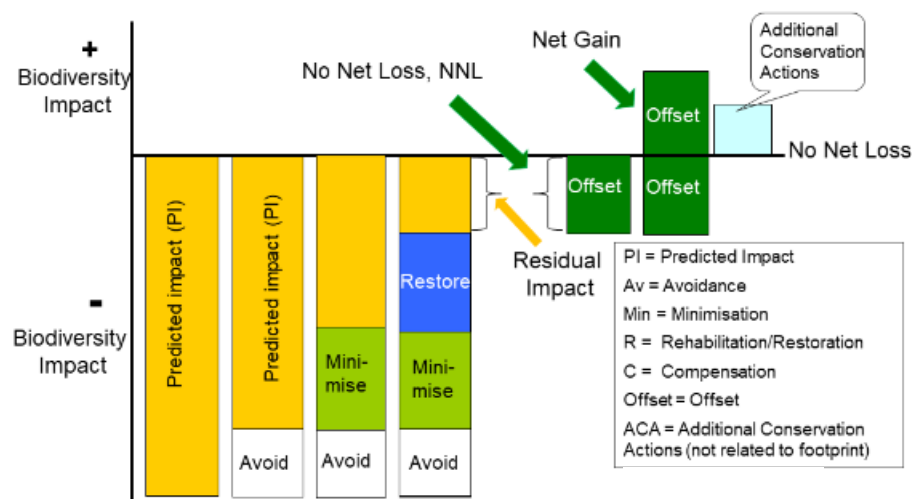 +
Biodiversity
Impact
No Net Loss, NNL
Net Gain
Additional
Conservation
Actions
No Net Loss
Predicted impact (PI)
Predicted impact (PI)
Avoid
Mini-
mise
Avoid
Restore
Mini-
mise
Avoid
Residual
Impact
Offset
Offset
Offset
-
Biodiversity
Impact
PI = Predicted Impact
Av = Avoidance
Min = Minimisation
R = Rehabilitation/Restoration
C = Compensation
Offset = Offset
ACA = Additional Conservation
Actions (not related to footprint)